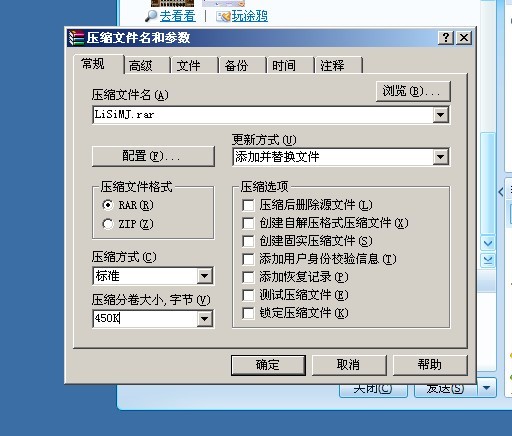 去看看 玩涂鸦
压缩文件名和参数
常规 高级 文件 备份 时间 注释
压缩文件名(A)
浏览(B)...
LiSiMJ.rar
更新方式(U)
配置(F)...
添加并替换文件
压缩文件格式
RAR(R)
ZIP(Z)
压缩方式(C)
标准
压缩分卷大小,字节(V)
450K
压缩选项
压缩后删除源文件(L)
创建自解压格式压缩文件(X)
创建固实压缩文件(S)
添加用户身份校验信息(T)
添加恢复记录(P)
测试压缩文件(E)
锁定压缩文件(K)
确定 取消 帮助
关闭(C) 发送(S)